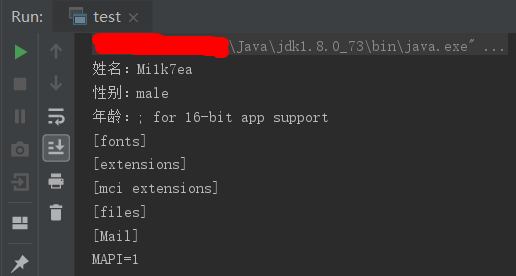 Run: test
\Java\jdk1.8.0_73\bin\java.exe" ...
姓名：Mi1k7ea
性别：male
年龄：; for 16-bit app support
[fonts]
[extensions]
[mci extensions]
[files]
[Mail]
MAPI=1